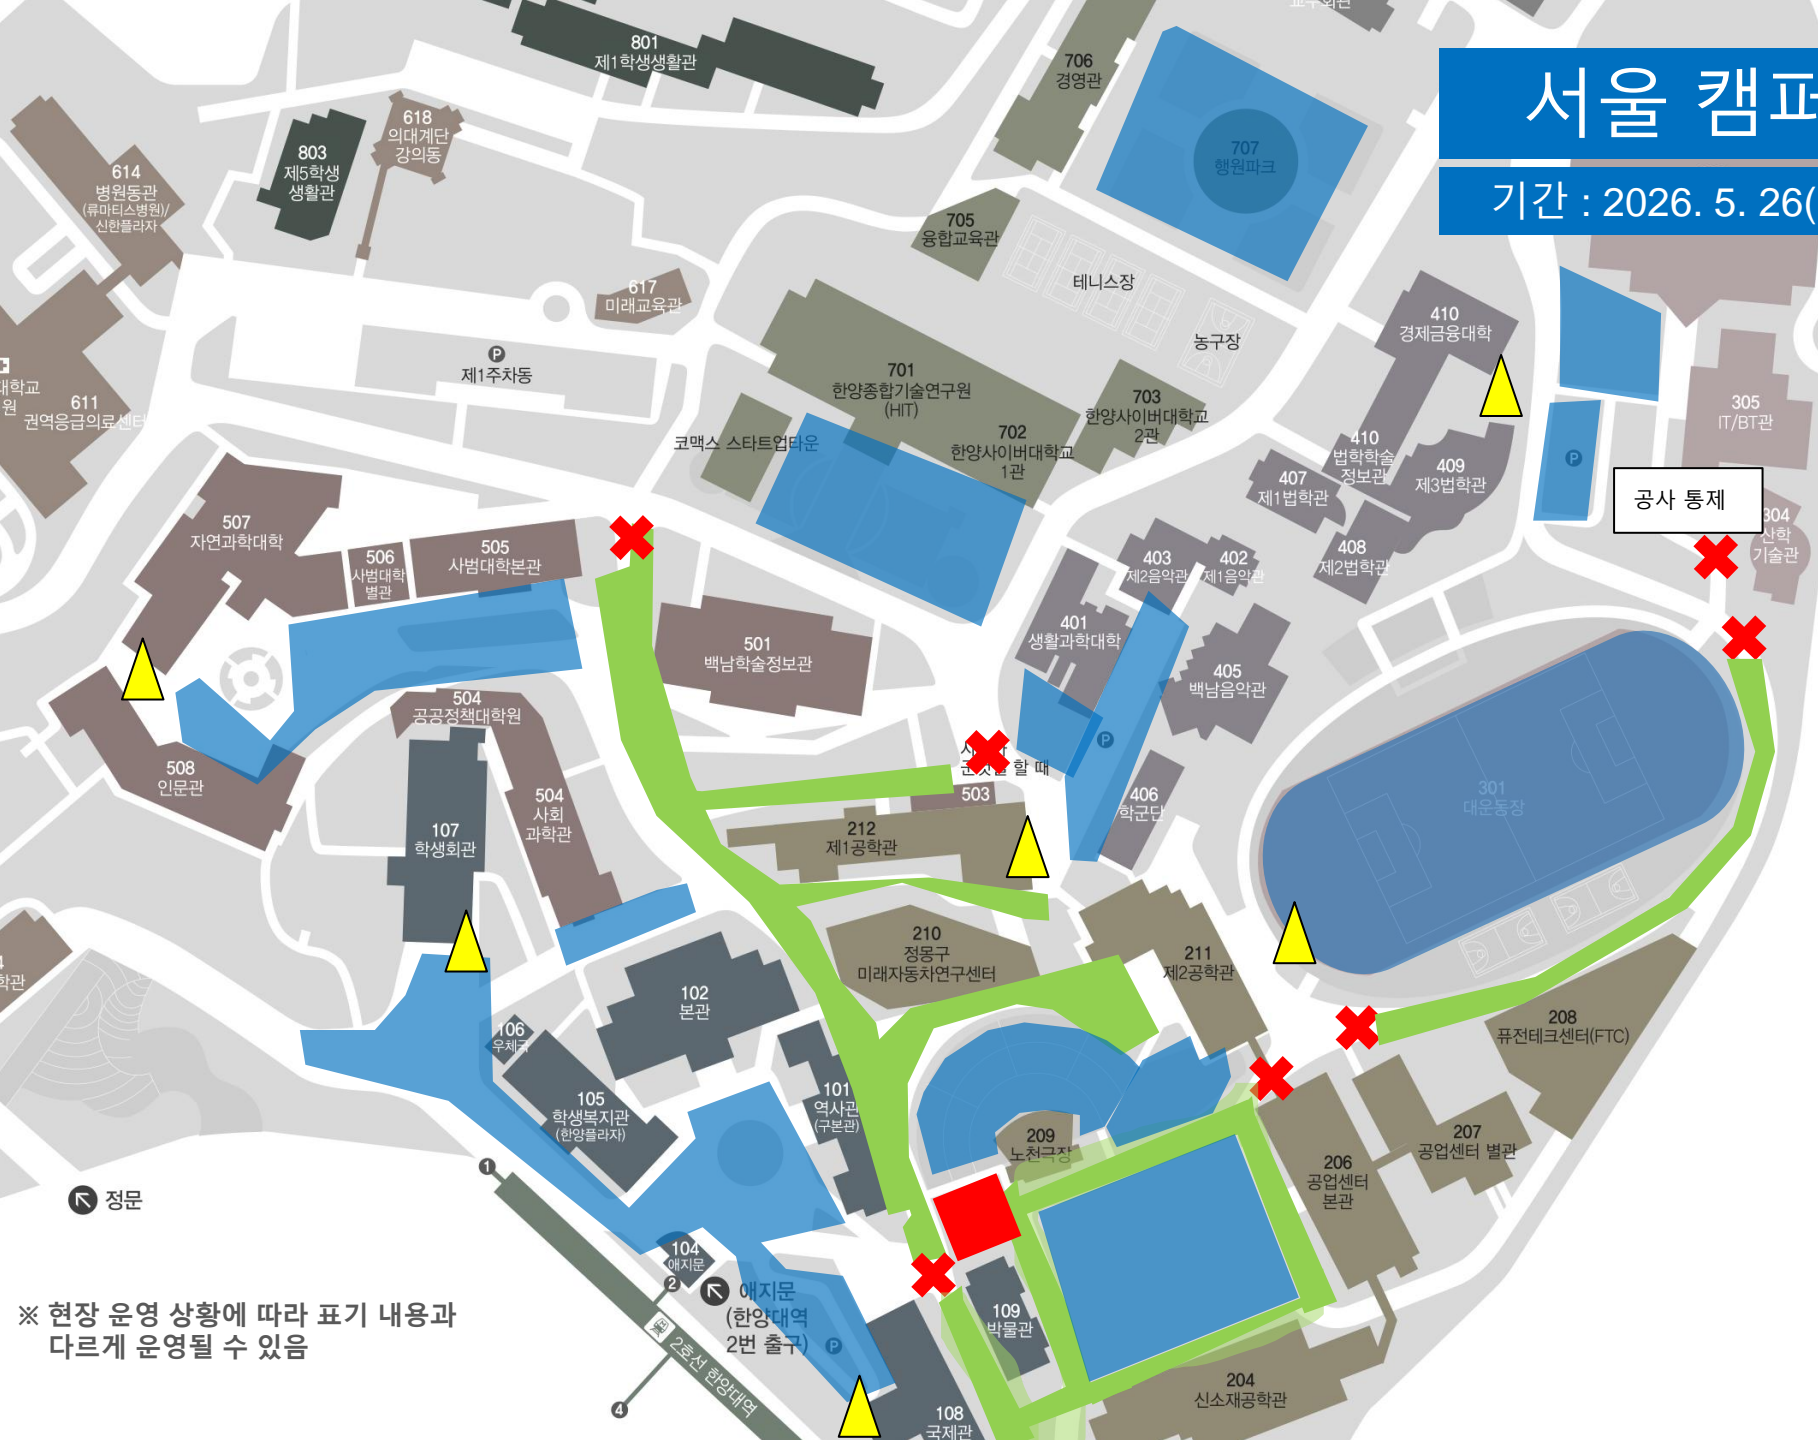 801
제1학생생활관
706
경영관
서울 캠퍼
기간 : 2026. 5. 26(
618
의대계단
강의동
803
제5학생
생활관
614
병원동관
(류마티스병원)/
신한플라자
707
행원파크
705
융합교육관
테니스장
617
미래교육관
농구장
410
경제금융대학
P
제1주차동
701
한양종합기술연구원
(HIT)
703
한양사이버대학교
2관
702
한양사이버대학교
1관
코맥스 스타트업타운
대학교
원
611
권역응급의료센터
305
IT/BT관
410
법학학술
정보관
409
제3법학관
407
제1법학관
408
제2법학관
P
공사 통제
304
산학
기술관
507
자연과학대학
506
사범대학
별관
505
사범대학본관
403
제2음악관
402
제1음악관
401
생활과학대학
501
백남학술정보관
405
백남음악관
504
공공정책대학원
508
인문관
504
사회
과학관
107
학생회관
할 때
503
P
406
학군단
212
제1공학관
301
대운동장
210
정몽구
미래자동차연구센터
211
제2공학관
학관
102
본관
106
우체국
105
학생복지관
(한양플라자)
101
역사관
(구본관)
209
노천극장
208
퓨전테크센터(FTC)
207
공업센터 별관
206
공업센터
본관
1
정문
104
애지문
2
애지문
(한양대역
2번 출구)
P
109
박물관
2호선 한양대역
4
204
신소재공학관
108
국제관
※ 현장 운영 상황에 따라 표기 내용과
다르게 운영될 수 있음